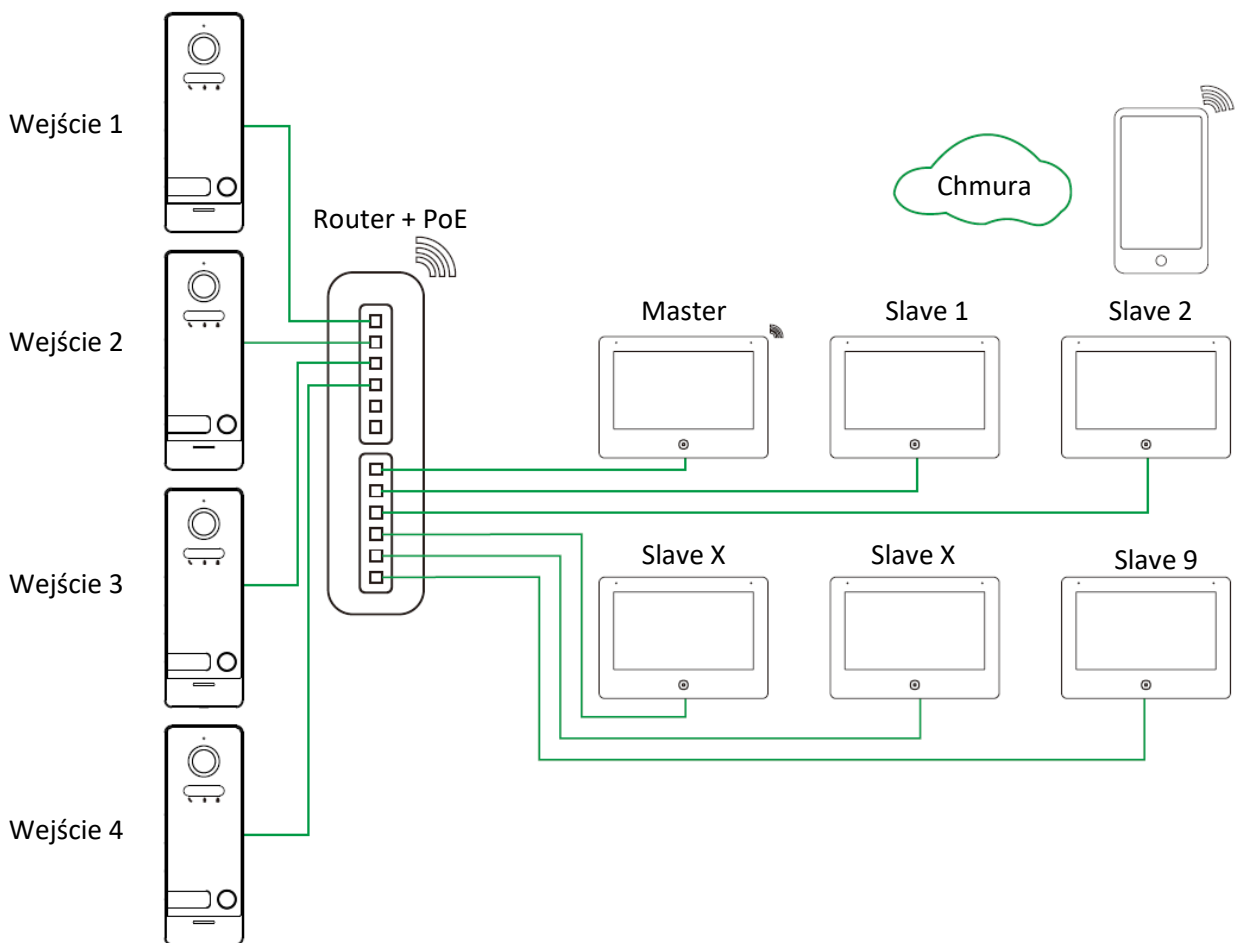 Wejście 1
Chmura
Router + PoE
Master
Slave 1
Slave 2
Wejście 2
Slave X
Slave X
Slave 9
Wejście 3
Wejście 4